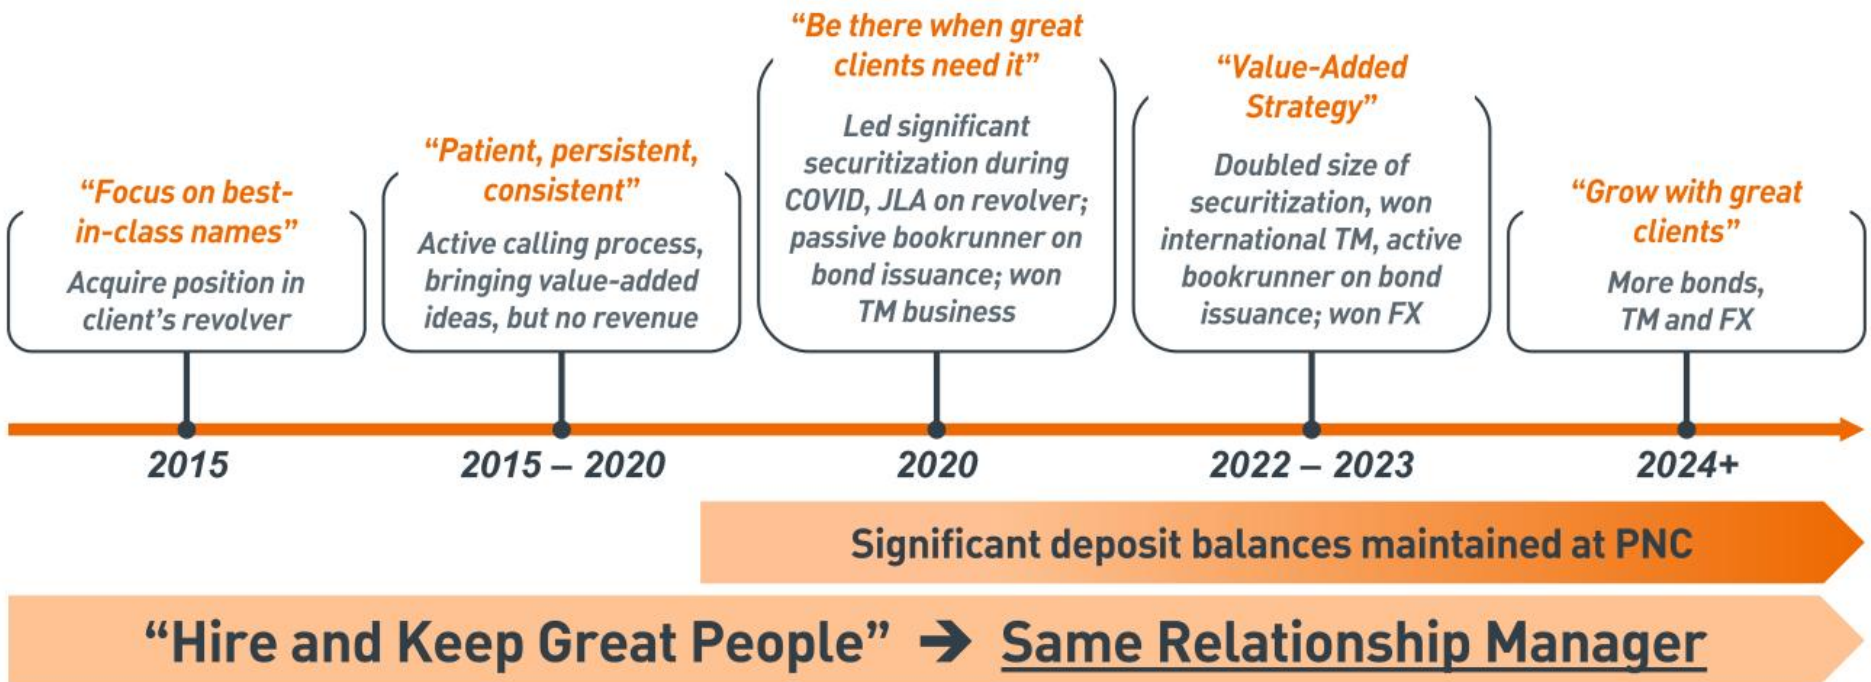 “Focus on best-
in-class names”
Acquire position in
client’s revolver
“Patient, persistent,
consistent”
Active calling process,
bringing value-added
ideas, but no revenue
“Be there when great
clients need it”
Led significant
securitization during
COVID, JLA on revolver;
passive bookrunner on
bond issuance; won
TM business
“Value-Added
Strategy”
Doubled size of
securitization, won
international TM, active
bookrunner on bond
issuance; won FX
“Grow with great
clients”
More bonds,
TM and FX
2015
2015 – 2020
2020
2022 – 2023
2024+
Significant deposit balances maintained at PNC
“Hire and Keep Great People” ➔ Same Relationship Manager